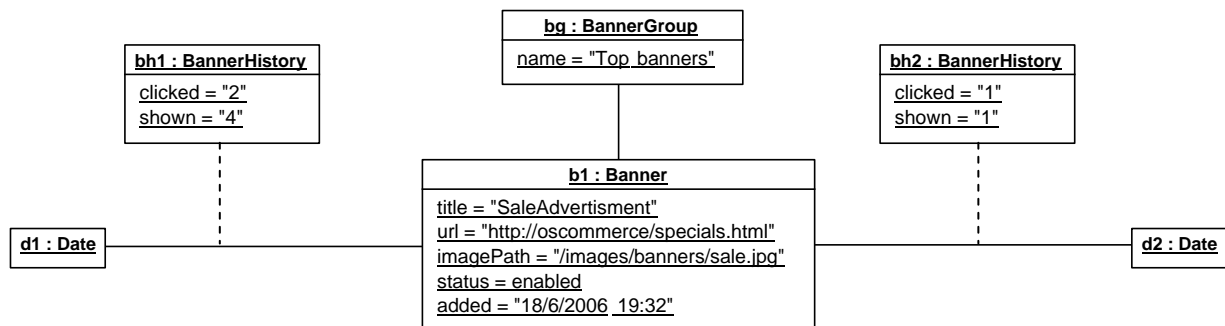 bg : BannerGroup
name = "Top banners"
bh1 : BannerHistory
clicked = "2"
shown = "4"
bh2 : BannerHistory
clicked = "1"
shown = "1"
b1 : Banner
title = "SaleAdvertisment"
url = "http://oscommerce/specials.html"
imagePath = "/images/banners/sale.jpg"
status = enabled
added = "18/6/2006 19:32"
d1 : Date
d2 : Date